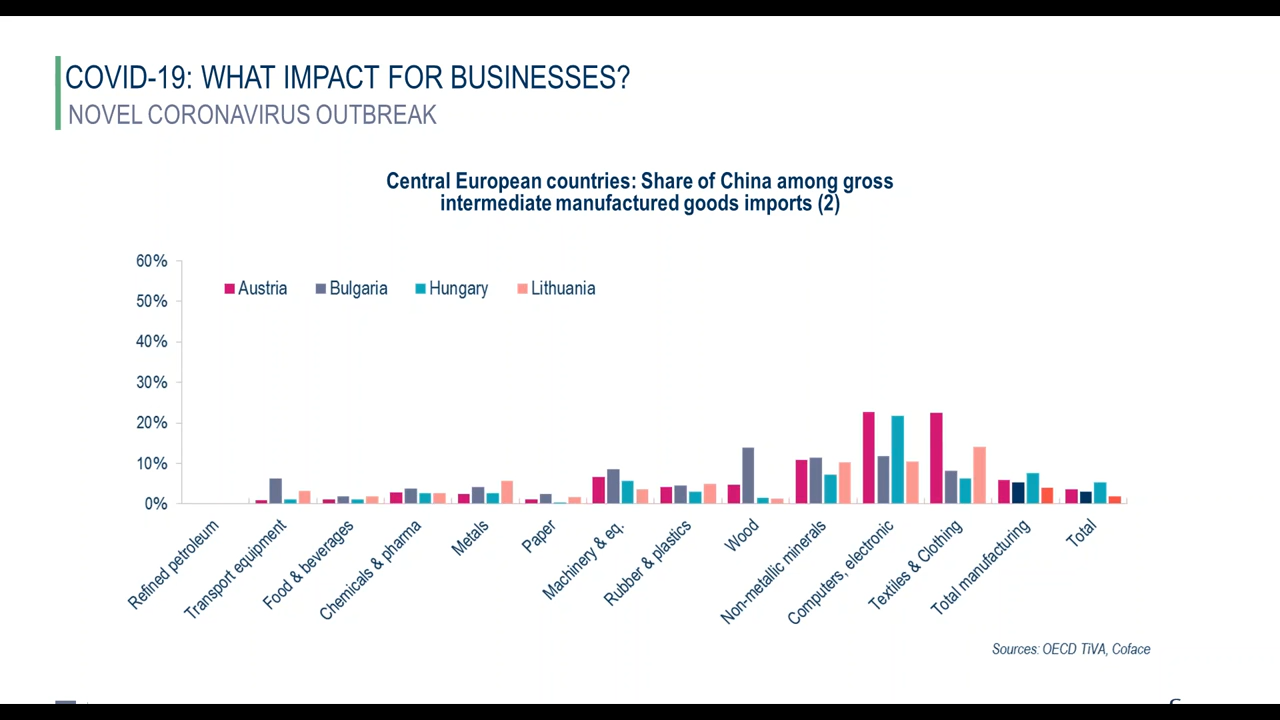 COVID-19: WHAT IMPACT FOR BUSINESSES?
NOVEL CORONAVIRUS OUTBREAK
Central European countries: Share of China among gross
intermediate manufactured goods imports (2)
60%
50%
40%
30%
20%
10%
0%
Austria
Bulgaria
Hungary
Lithuania
Refined petroleum
Transport equipment
Food & beverages
Chemicals & pharma
Metals
Paper
Machinery & eq.
Rubber & plastics
Wood
Non-metallic minerals
Computers, electronic
Textiles & Clothing
Total manufacturing
Total
Sources: OECD TiVA, Coface